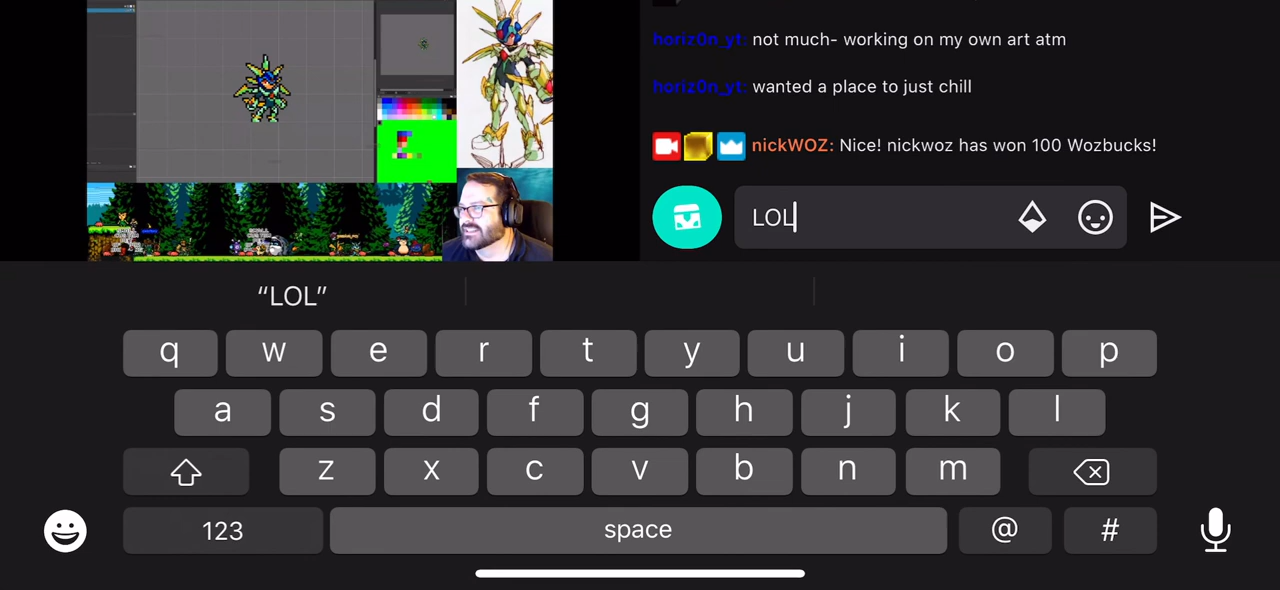 horiz0n_yt: not much- working on my own art atm
horiz0n_yt: wanted a place to just chill
nickWOZ: Nice! nickwoz has won 100 Wozbucks!
LOL
“LOL”
q w e r t y u i o p
a s d f g h j k l
z x c v b n m
123 space @ #